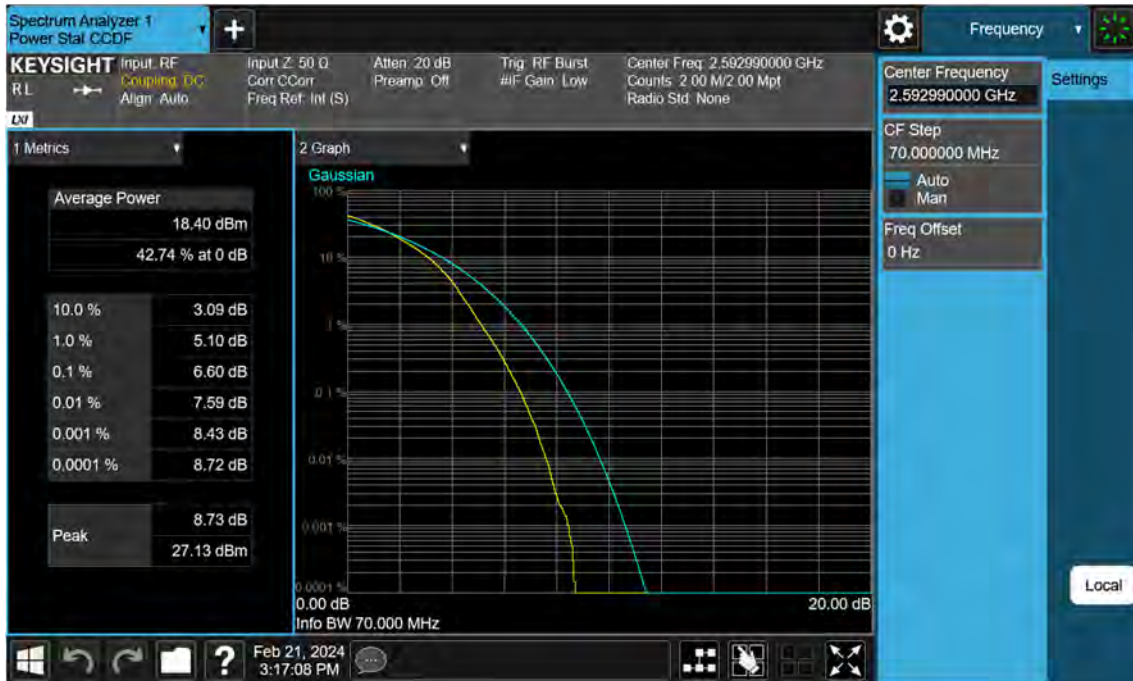 Spectrum Analyzer 1
Power Stat CCDF
+
Frequency
KEYSIGHT
RL
LXI
Input: RF
Coupling: DC
Align: Auto
Input Z: 50 Ω
Corr CCorr
Freq Ref: Int (S)
Atten: 20 dB
Preamp: Off
Trig: RF Burst
#IF Gain: Low
Center Freq: 2.592990000 GHz
Counts: 2.00 M/2.00 Mpt
Radio Std: None
Center Frequency
2.592990000 GHz
Settings
CF Step
70.000000 MHz
Auto
Man
Freq Offset
0 Hz
1 Metrics
Average Power
18.40 dBm
42.74 % at 0 dB
10.0 % 3.09 dB
1.0 % 5.10 dB
0.1 % 6.60 dB
0.01 % 7.59 dB
0.001 % 8.43 dB
0.0001 % 8.72 dB
Peak 8.73 dB
27.13 dBm
2 Graph
Gaussian
100 %
10 %
1 %
0.1 %
0.01 %
0.001 %
0.0001 %
0.00 dB 20.00 dB
Info BW 70.000 MHz
Local
?
Feb 21, 2024
3:17:08 PM